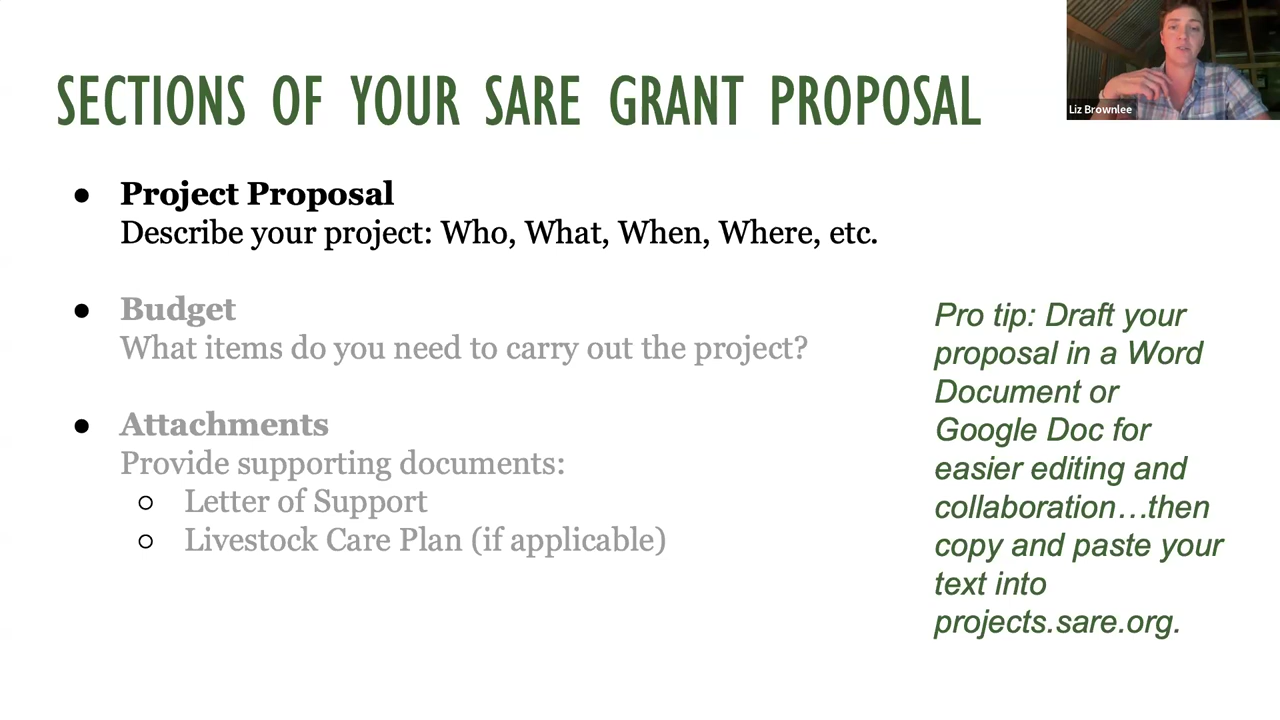 SECTIONS OF YOUR SARE GRANT PROPOSAL
Liz Brownlee
● Project Proposal
Describe your project: Who, What, When, Where, etc.
● Budget
What items do you need to carry out the project?
● Attachments
Provide supporting documents:
○ Letter of Support
○ Livestock Care Plan (if applicable)
Pro tip: Draft your
proposal in a Word
Document or
Google Doc for
easier editing and
collaboration…then
copy and paste your
text into
projects.sare.org.